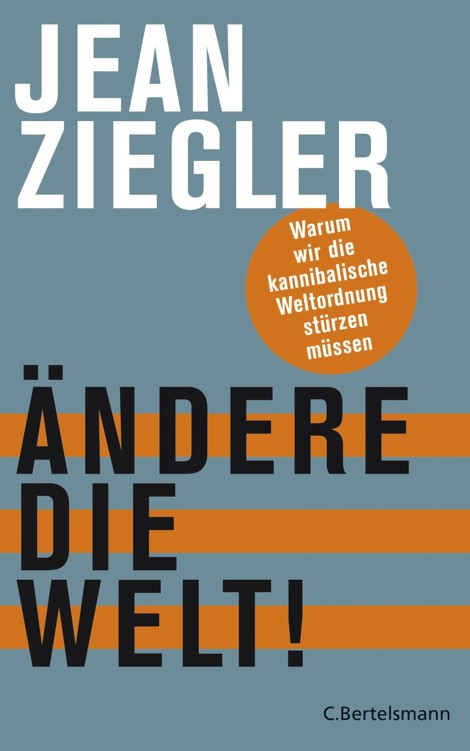 JEAN
ZIEGLER
Warum
wir die
kannibalische
Weltordnung
stürzen
müssen
ÄNDERE
DIE
WELT!
C.Bertelsmann